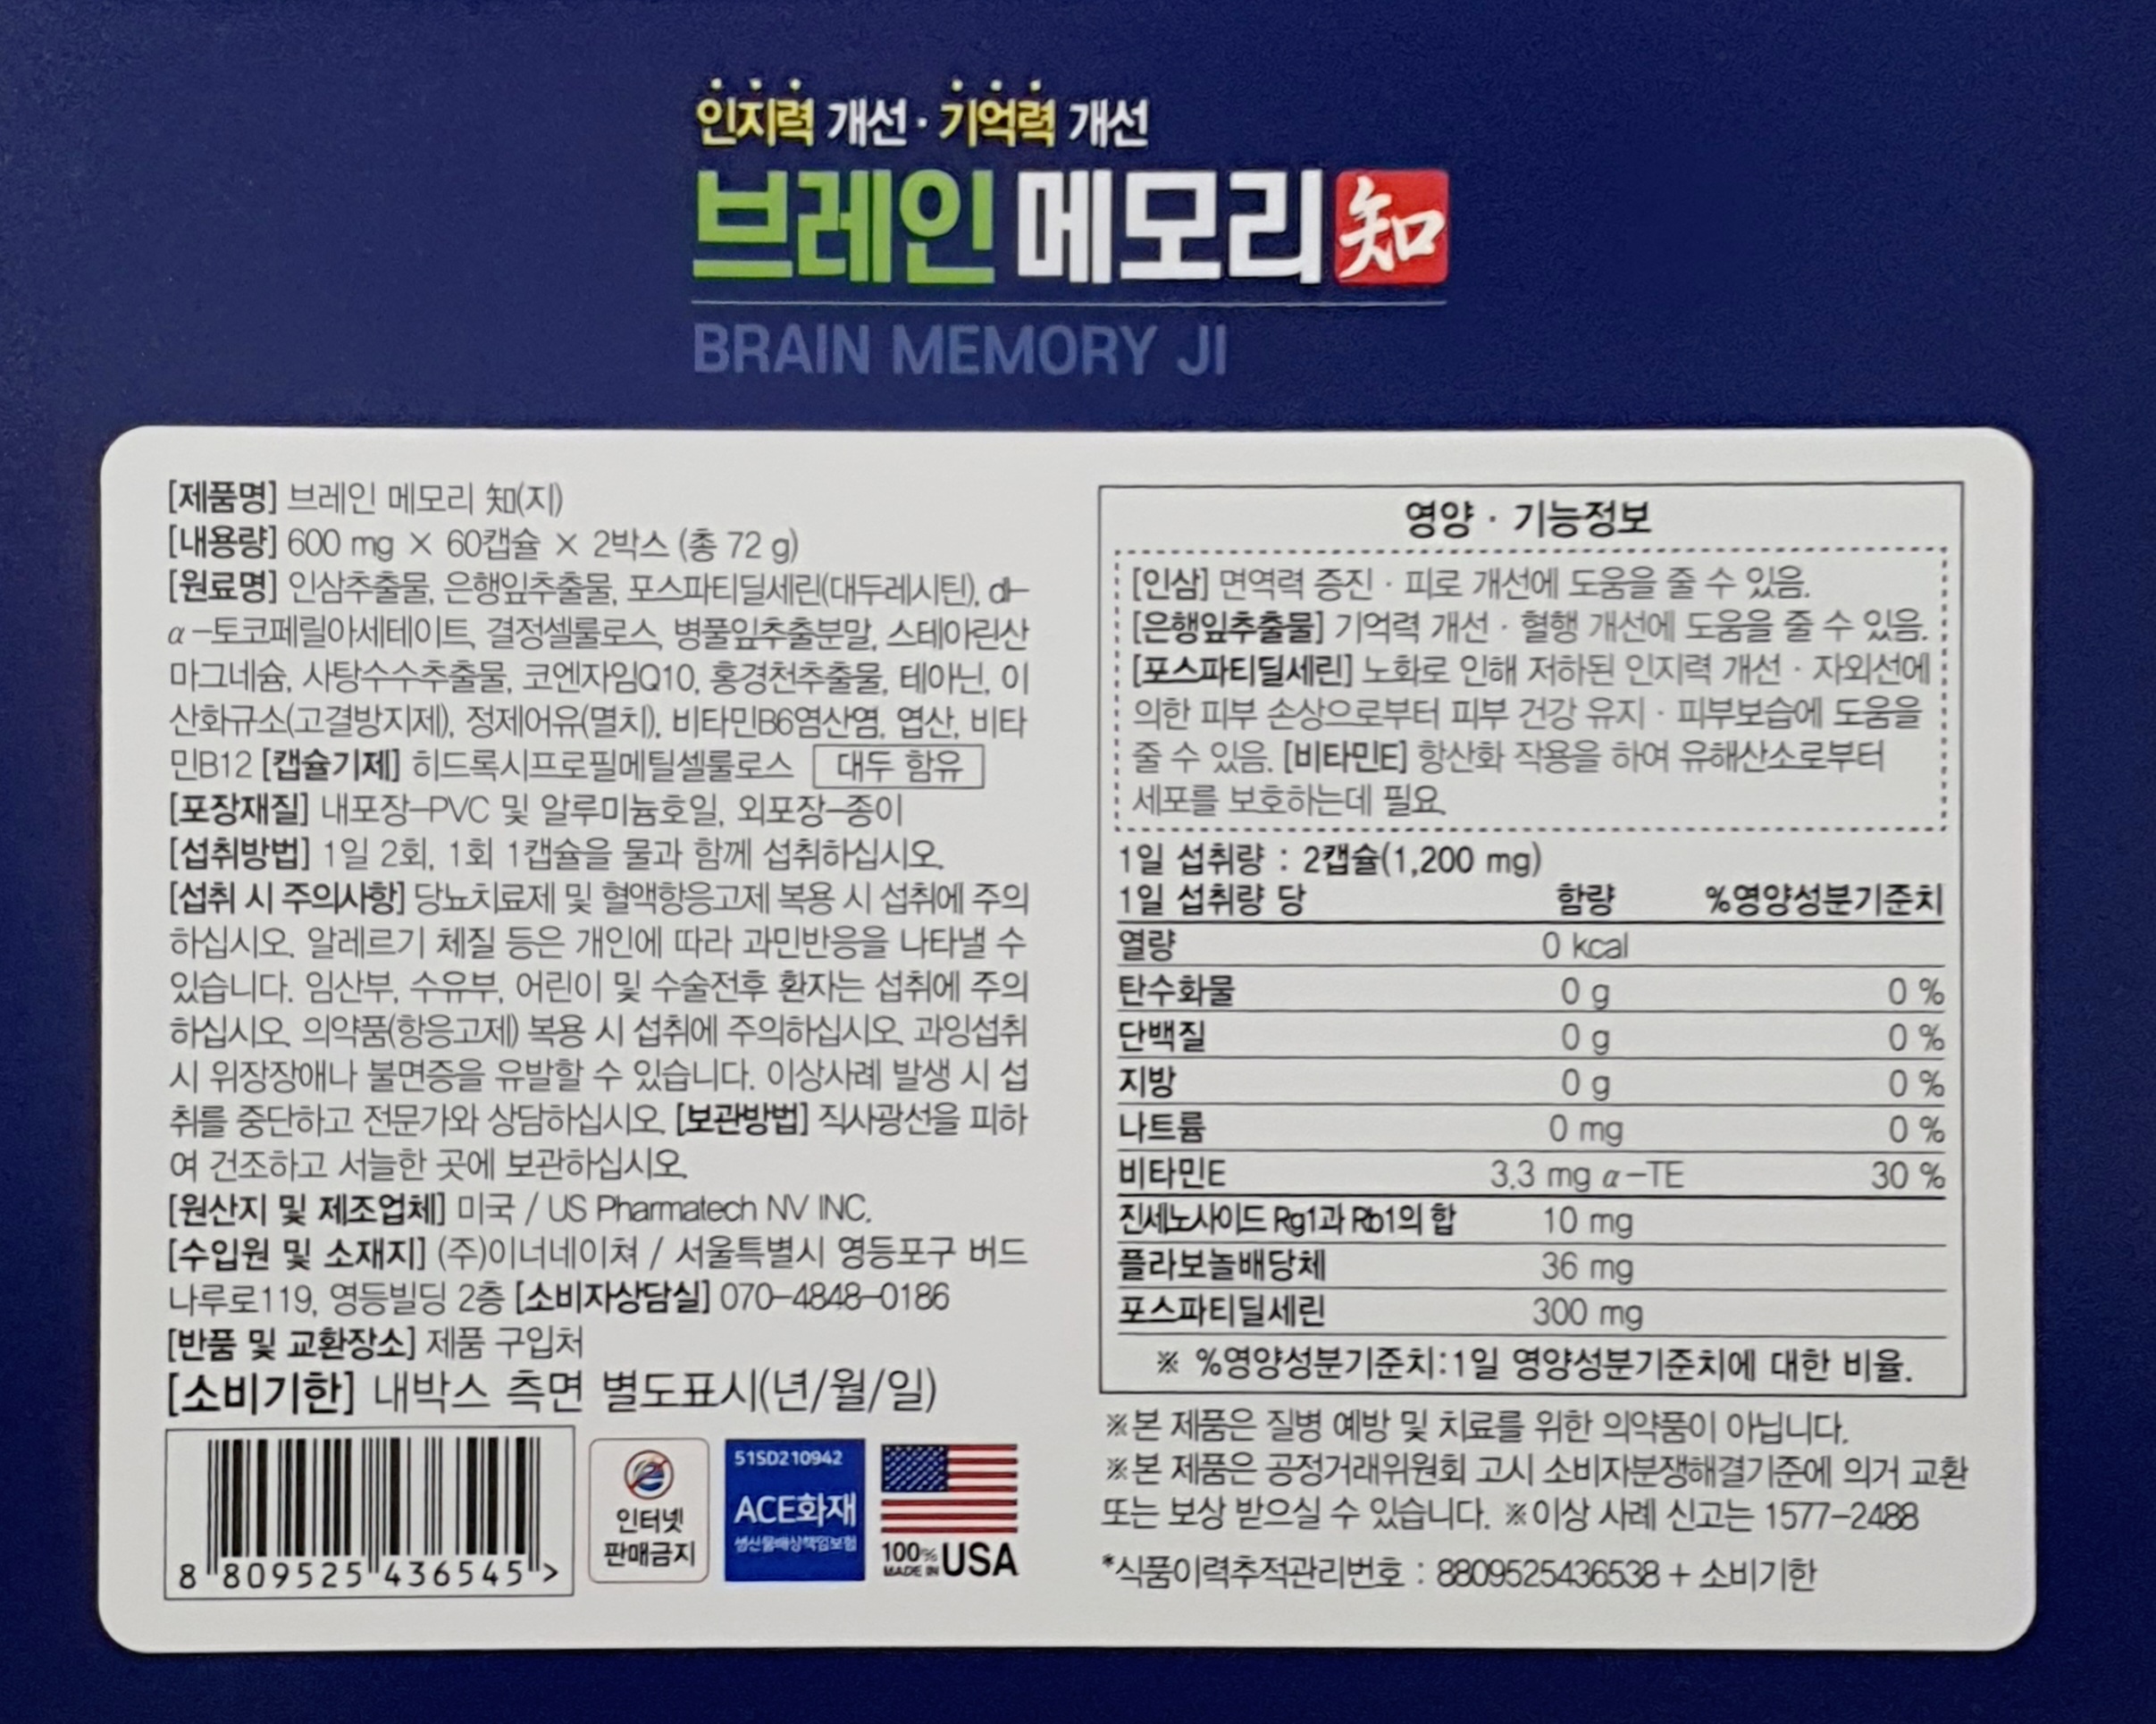 인지력 개선 · 기억력 개선
브레인 메모리 知
BRAIN MEMORY JI
[제품명] 브레인 메모리 知(지)
[내용량] 600 mg × 60캡슐 × 2박스 (총 72 g)
[원료명] 인삼추출물, 은행잎추출물, 포스파티딜세린(대두레시틴), dl-
α-토코페릴아세테이트, 결정셀룰로스, 병풀잎추출분말, 스테아린산
마그네슘, 사탕수수추출물, 코엔자임Q10, 홍경천추출물, 테아닌, 이
산화규소(고결방지제), 정제어유(멸치), 비타민B6염산염, 엽산, 비타
민B12 [캡슐기제] 히드록시프로필메틸셀룰로스 대두 함유
[포장재질] 내포장-PVC 및 알루미늄호일, 외포장-종이
[섭취방법] 1일 2회, 1회 1캡슐을 물과 함께 섭취하십시오.
[섭취 시 주의사항] 당뇨치료제 및 혈액항응고제 복용 시 섭취에 주의
하십시오. 알레르기 체질 등은 개인에 따라 과민반응을 나타낼 수
있습니다. 임산부, 수유부, 어린이 및 수술전후 환자는 섭취에 주의
하십시오. 의약품(항응고제) 복용 시 섭취에 주의하십시오. 과잉섭취
시 위장장애나 불면증을 유발할 수 있습니다. 이상사례 발생 시 섭
취를 중단하고 전문가와 상담하십시오. [보관방법] 직사광선을 피하
여 건조하고 서늘한 곳에 보관하십시오.
[원산지 및 제조업체] 미국 / US Pharmatech NV INC.
[수입원 및 소재지] (주)이너네이쳐 / 서울특별시 영등포구 버드
나루로119, 영등빌딩 2층 [소비자상담실] 070-4848-0186
[반품 및 교환장소] 제품 구입처
[소비기한] 내박스 측면 별도표시(년/월/일)
8 809525 436545 >
인터넷
판매금지
51SD210942
ACE화재
생산물배상책임보험
100% MADE IN USA
영양 · 기능정보
[인삼] 면역력 증진 · 피로 개선에 도움을 줄 수 있음.
[은행잎추출물] 기억력 개선 · 혈행 개선에 도움을 줄 수 있음.
[포스파티딜세린] 노화로 인해 저하된 인지력 개선 · 자외선에
의한 피부 손상으로부터 피부 건강 유지 · 피부보습에 도움을
줄 수 있음. [비타민E] 항산화 작용을 하여 유해산소로부터
세포를 보호하는데 필요.
1일 섭취량 : 2캡슐(1,200 mg)
1일 섭취량 당 함량 %영양성분기준치
열량 0 kcal
탄수화물 0 g 0 %
단백질 0 g 0 %
지방 0 g 0 %
나트륨 0 mg 0 %
비타민E 3.3 mg α-TE 30 %
진세노사이드 Rg1과 Rb1의 합 10 mg
플라보놀배당체 36 mg
포스파티딜세린 300 mg
※ %영양성분기준치:1일 영양성분기준치에 대한 비율.
※본 제품은 질병 예방 및 치료를 위한 의약품이 아닙니다.
※본 제품은 공정거래위원회 고시 소비자분쟁해결기준에 의거 교환
또는 보상 받으실 수 있습니다. ※이상 사례 신고는 1577-2488
*식품이력추적관리번호 : 8809525436538 + 소비기한